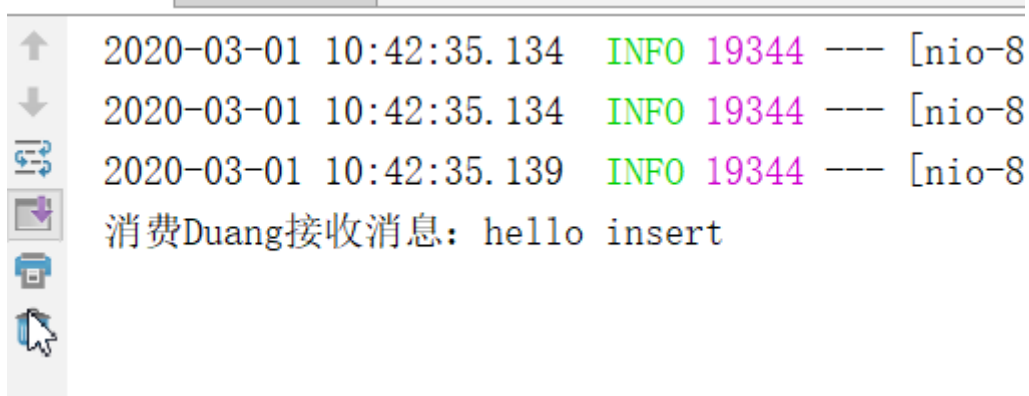 2020-03-01 10:42:35.134  INFO 19344 --- [nio-8
2020-03-01 10:42:35.134  INFO 19344 --- [nio-8
2020-03-01 10:42:35.139  INFO 19344 --- [nio-8
消费Duang接收消息：hello insert